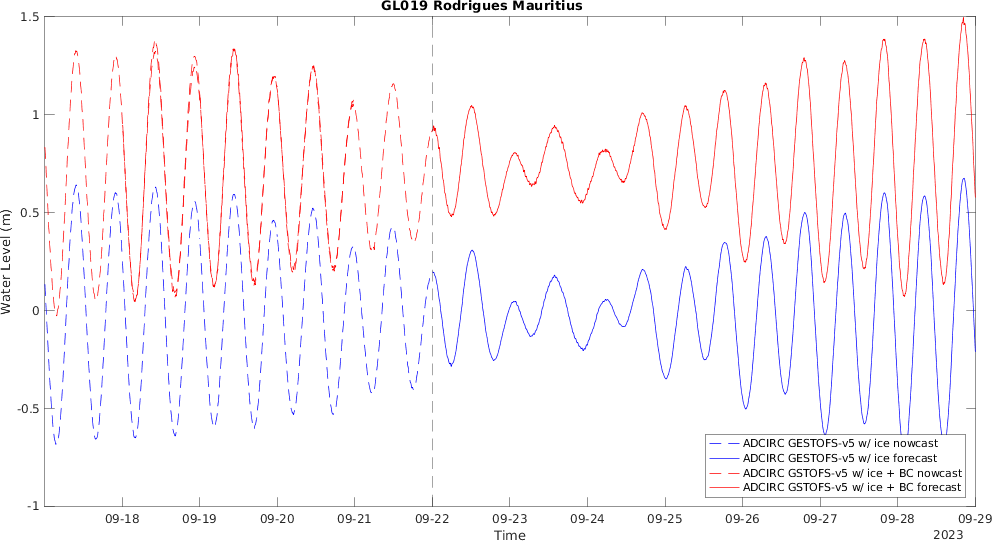 GL019 Rodrigues Mauritius
Water Level (m)
1.5
1
0.5
0
-0.5
-1
09-18 09-19 09-20 09-21 09-22 09-23 09-24 09-25 09-26 09-27 09-28 09-29
Time
2023
ADCIRC GESTOFS-v5 w/ ice nowcast
ADCIRC GESTOFS-v5 w/ ice forecast
ADCIRC GSTOFS-v5 w/ ice + BC nowcast
ADCIRC GSTOFS-v5 w/ ice + BC forecast